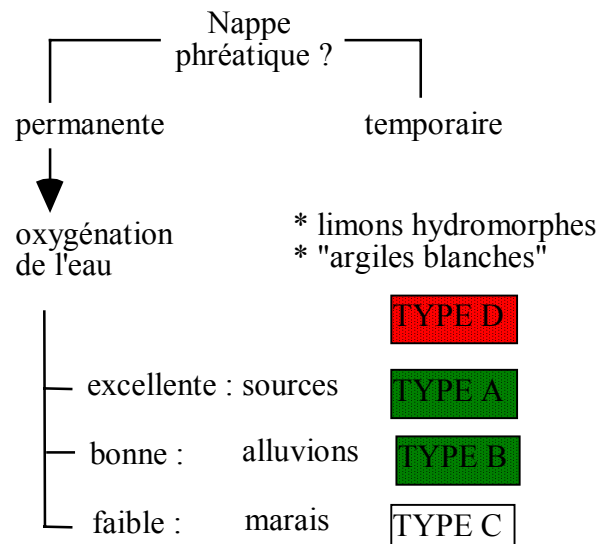 Nappe
phréatique ?
permanente temporaire
oxygénation
de l'eau
* limons hydromorphes
* "argiles blanches"
TYPE D
excellente : sources TYPE A
bonne : alluvions TYPE B
faible : marais TYPE C